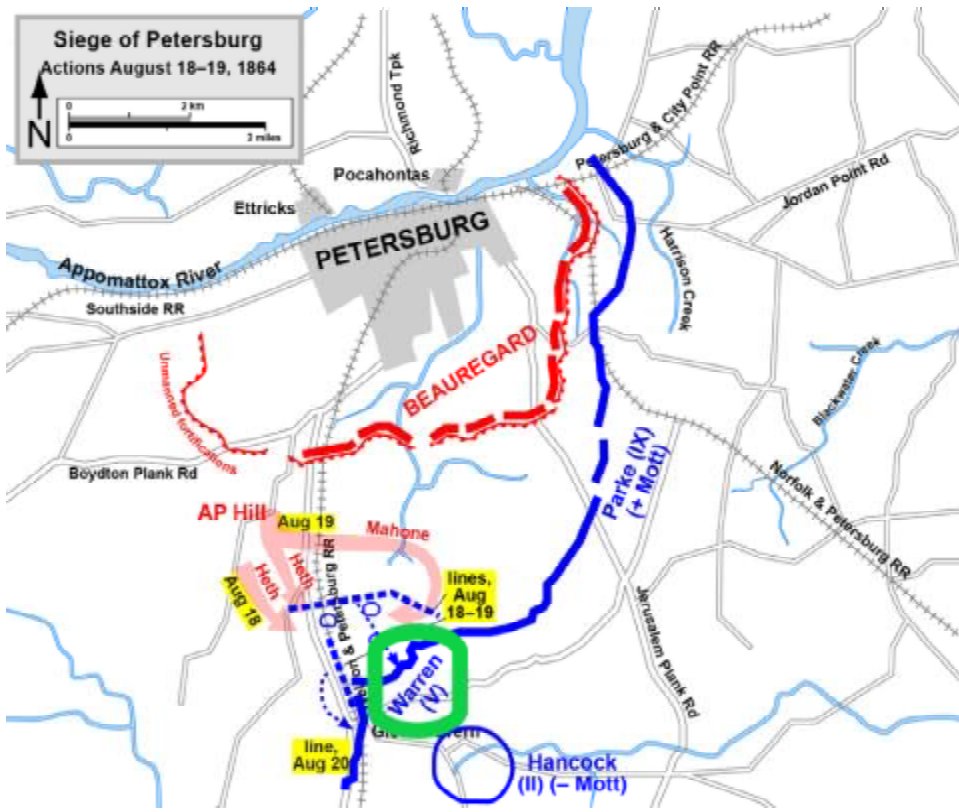 Siege of Petersburg
Actions August 18–19, 1864
0
2 km
0
2 miles
N
Richmond Tpk
Petersburg & City Point RR
Pocahontas
Ettricks
Jordan Point Rd
PETERSBURG
Appomattox River
Harrison Creek
Southside RR
Unmanned fortifications
BEAUREGARD
Blackwater Creek
Boydton Plank Rd
Parke (IX)
(+ Mott)
Norfolk & Petersburg RR
AP Hill
Aug 19
Mahone
Heth
Heth
Aug 18
lines,
Aug
18–19
& Petersburg RR
Jerusalem Plank Rd
Warren
(V)
line,
Aug 20
Hancock
(II) (– Mott)